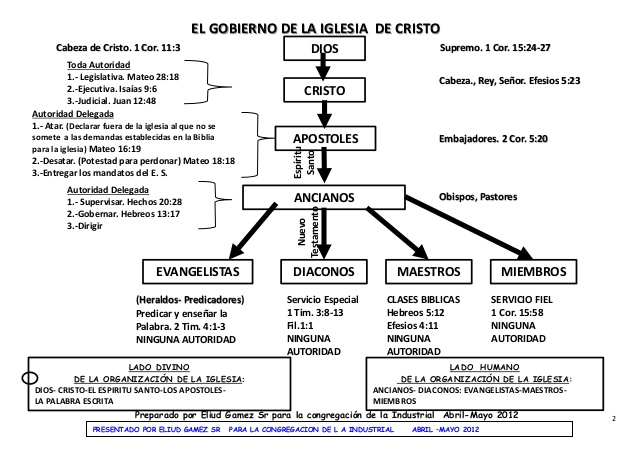 EL GOBIERNO DE LA IGLESIA  DE CRISTO
Cabeza de Cristo. 1 Cor. 11:3
DIOS
Supremo. 1 Cor. 15:24-27
Toda Autoridad
1.- Legislativa. Mateo 28:18
2.-Ejecutiva. Isaías 9:6
3.-Judicial. Juan 12:48
CRISTO
Cabeza., Rey, Señor. Efesios 5:23
Autoridad Delegada
1.- Atar. (Declarar fuera de la iglesia al que no se
somete  a las demandas establecidas en la Biblia
para la iglesia) Mateo 16:19
2.-Desatar. (Potestad para perdonar) Mateo 18:18
3.-Entregar los mandatos del E. S.
APOSTOLES
Embajadores. 2 Cor. 5:20
Espíritu
Santo
Autoridad Delegada
1.- Supervisar. Hechos 20:28
2.-Gobernar. Hebreos 13:17
3.-Dirigir
ANCIANOS
Obispos, Pastores
Nuevo
Testamento
EVANGELISTAS
DIACONOS
MAESTROS
MIEMBROS
(Heraldos- Predicadores)
Predicar y enseñar la
Palabra. 2 Tim. 4:1-3
NINGUNA AUTORIDAD
Servicio Especial
1 Tim. 3:8-13
Fil.1:1
NINGUNA
AUTORIDAD
CLASES BIBLICAS
Hebreos 5:12
Efesios 4:11
NINGUNA
AUTORIDAD
SERVICIO FIEL
1 Cor. 15:58
NINGUNA
AUTORIDAD
LADO DIVINO
DE LA ORGANIZACIÓN DE LA IGLESIA:
DIOS- CRISTO-EL ESPIRITU SANTO-LOS APOSTOLES-
LA PALABRA ESCRITA
LADO  HUMANO
DE LA ORGANIZACIÓN DE LA IGLESIA:
ANCIANOS- DIACONOS: EVANGELISTAS-MAESTROS-
MIEMBROS
Preparado por Eliud Gamez Sr para la congregación de la Industrial  Abril-Mayo 2012
2
PRESENTADO POR ELIUD GAMEZ SR  PARA LA CONGREGACION DE L A INDUSTRIAL  ABRIL –MAYO 2012